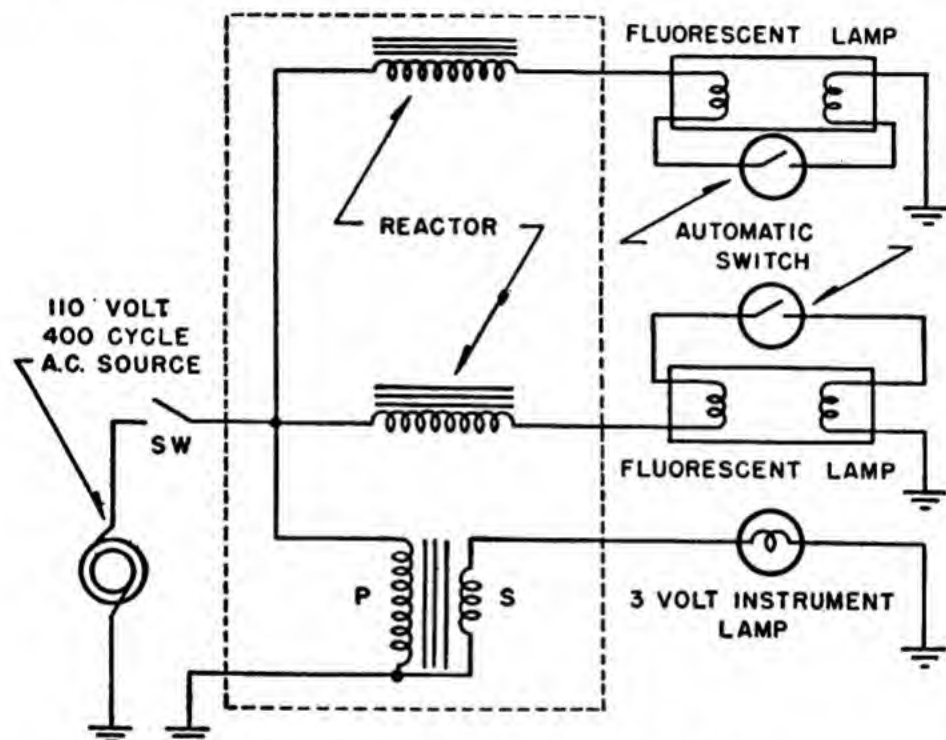 FLUORESCENT LAMP
REACTOR
AUTOMATIC
SWITCH
110 VOLT
400 CYCLE
A.C. SOURCE
SW
FLUORESCENT LAMP
P
S
3 VOLT INSTRUMENT
LAMP